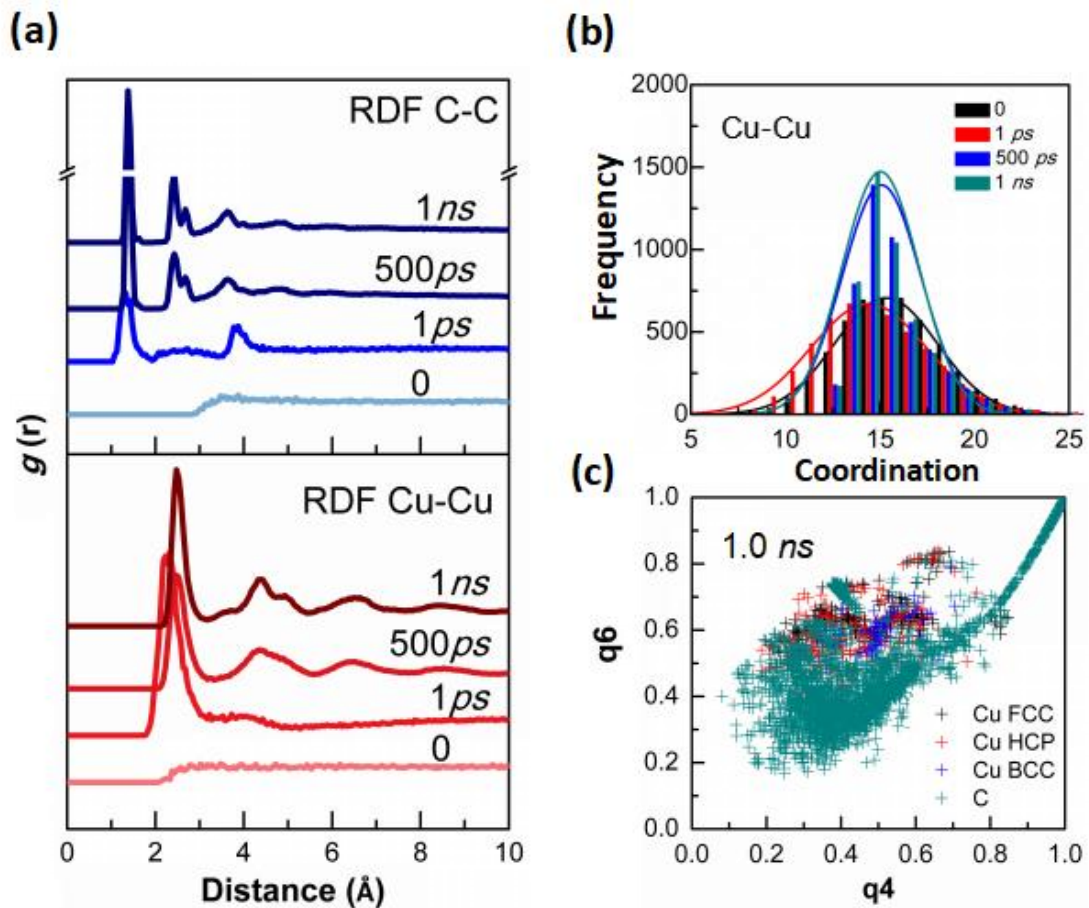 (a)
RDF C-C
1ns
500ps
1ps
0
RDF Cu-Cu
1ns
500ps
1ps
0
g (r)
0 2 4 6 8 10
Distance (Å)
(b)
2000
1500
1000
500
0
Frequency
Cu-Cu
0
1 ps
500 ps
1 ns
5 10 15 20 25
Coordination
(c)
1.0
0.8
0.6
0.4
0.2
0.0
q6
1.0 ns
Cu FCC
Cu HCP
Cu BCC
C
0.0 0.2 0.4 0.6 0.8 1.0
q4